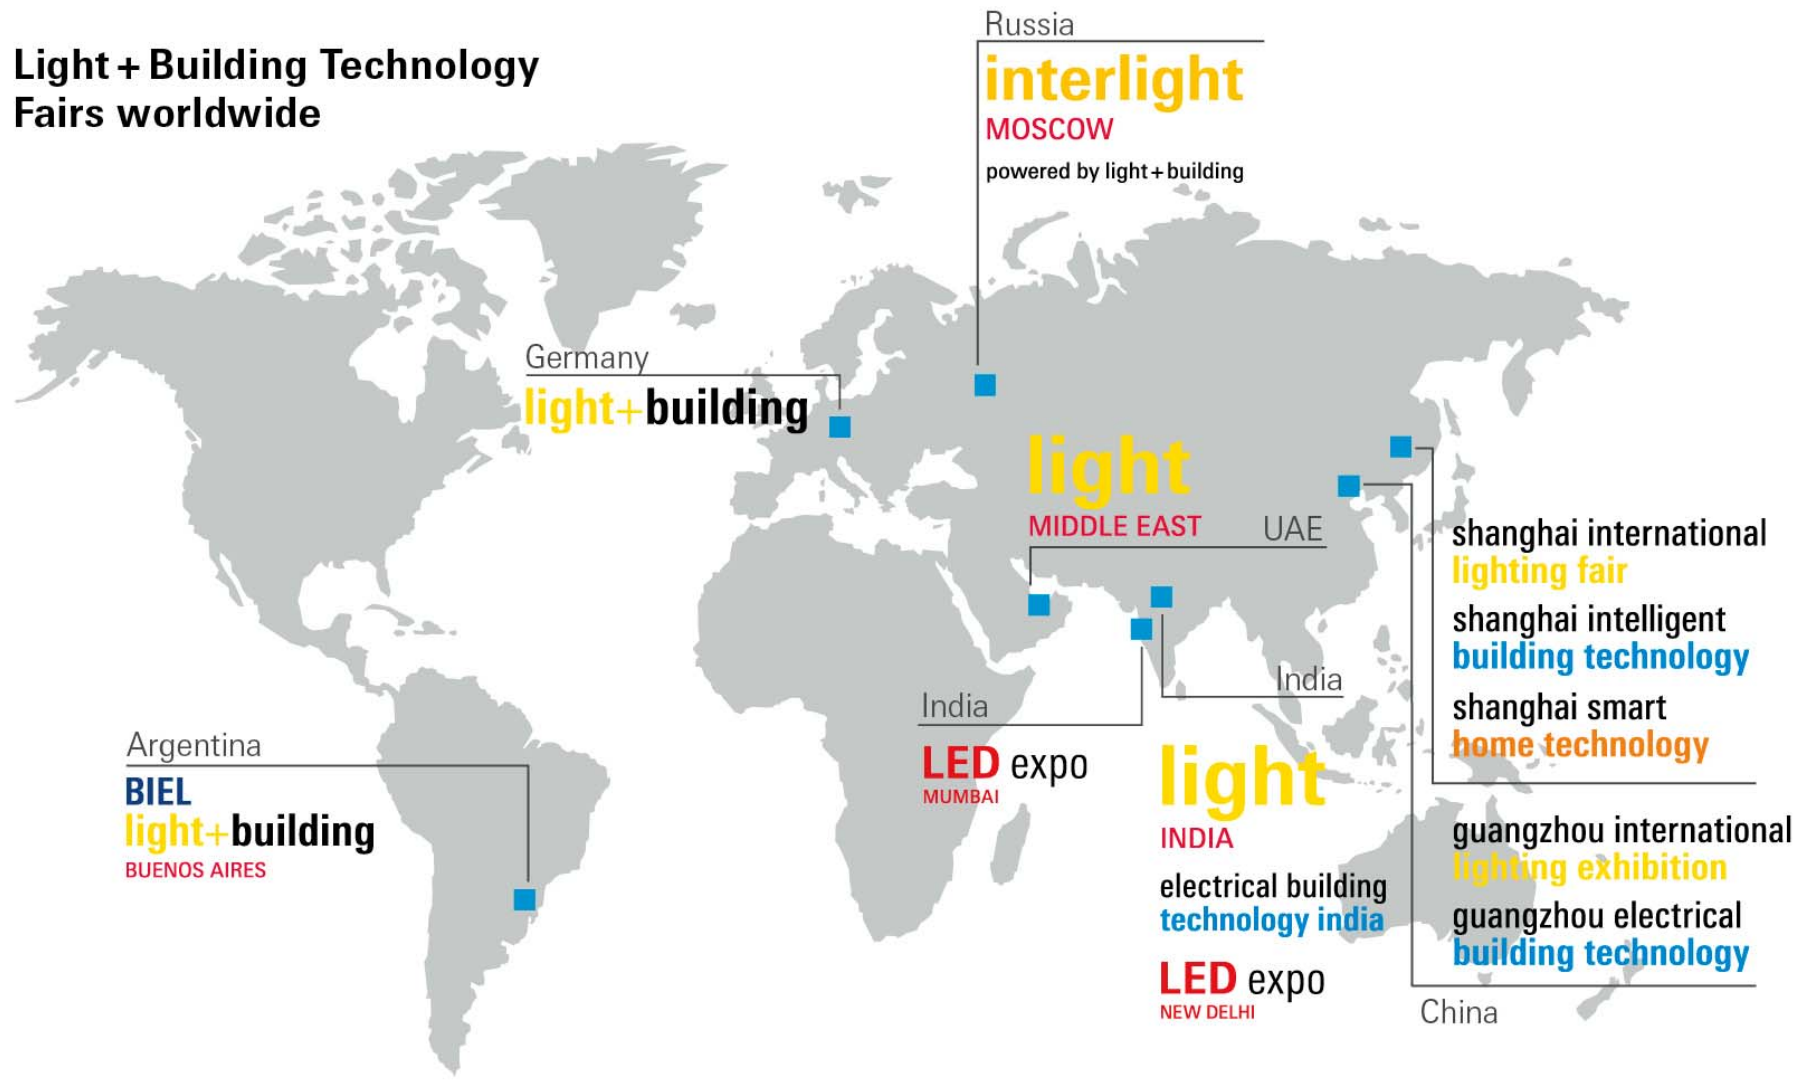 Light + Building Technology
Fairs worldwide
Russia
interlight
MOSCOW
powered by light + building
Germany
light+building
light
MIDDLE EAST
UAE
shanghai international
lighting fair
shanghai intelligent
building technology
shanghai smart
home technology
India
India
LED expo
MUMBAI
Argentina
BIEL
light+building
BUENOS AIRES
light
INDIA
electrical building
technology india
LED expo
NEW DELHI
guangzhou international
lighting exhibition
guangzhou electrical
building technology
China